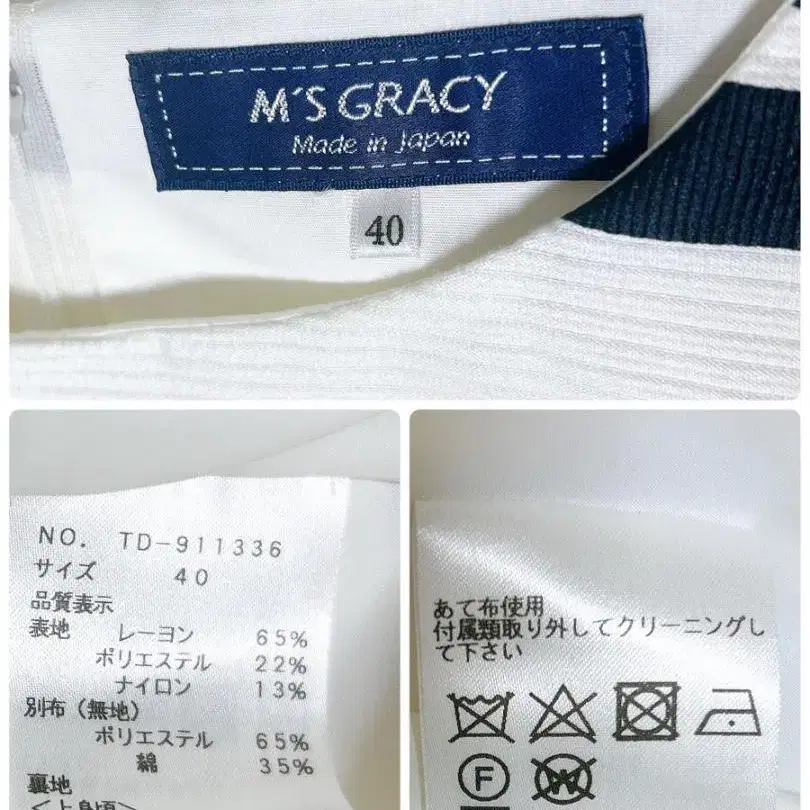 M'S GRACY
Made in Japan
40
NO. TD-911336
サイズ 40
品質表示
表地 レーヨン 65%
ポリエステル 22%
ナイロン 13%
別布(無地)
ポリエステル 65%
綿 35%
裏地
<上身頃>
あて布使用
付属類取り外してクリーニングし
て下さい
F
W